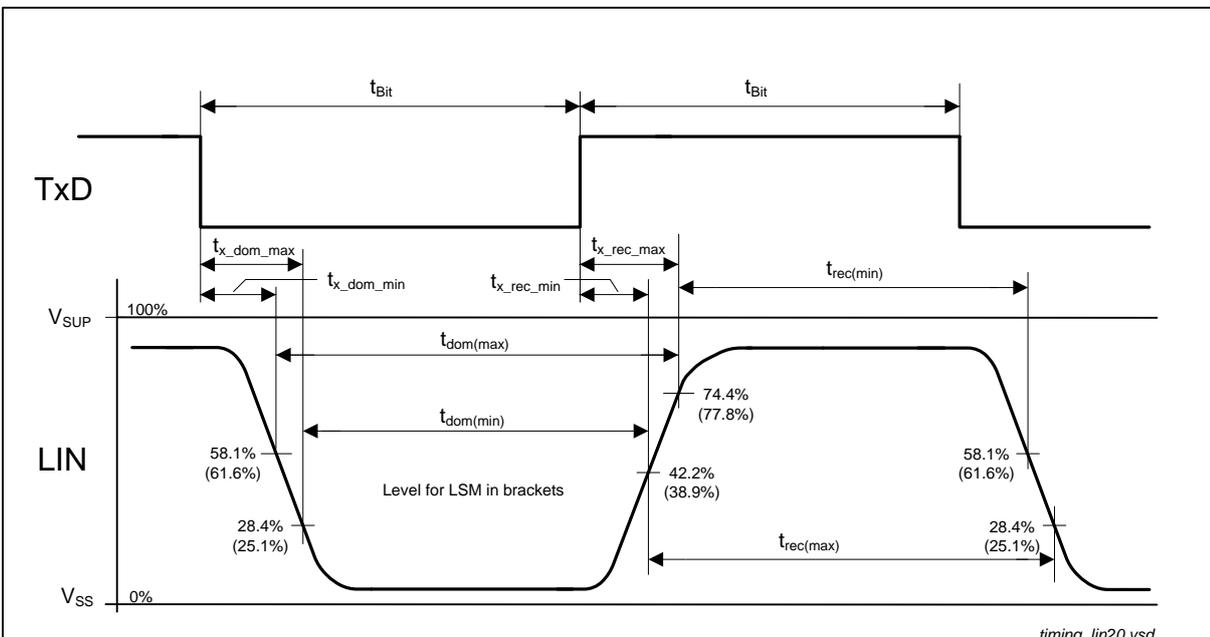 tBit
tBit
TxD
tx_dom_max
tx_rec_max
tx_dom_min
tx_rec_min
trec(min)
VSUP
100%
tdom(max)
74.4%
(77.8%)
tdom(min)
LIN
58.1%
(61.6%)
42.2%
(38.9%)
58.1%
(61.6%)
Level for LSM in brackets
28.4%
(25.1%)
trec(max)
28.4%
(25.1%)
VSS
0%
timing_lin20.vsd